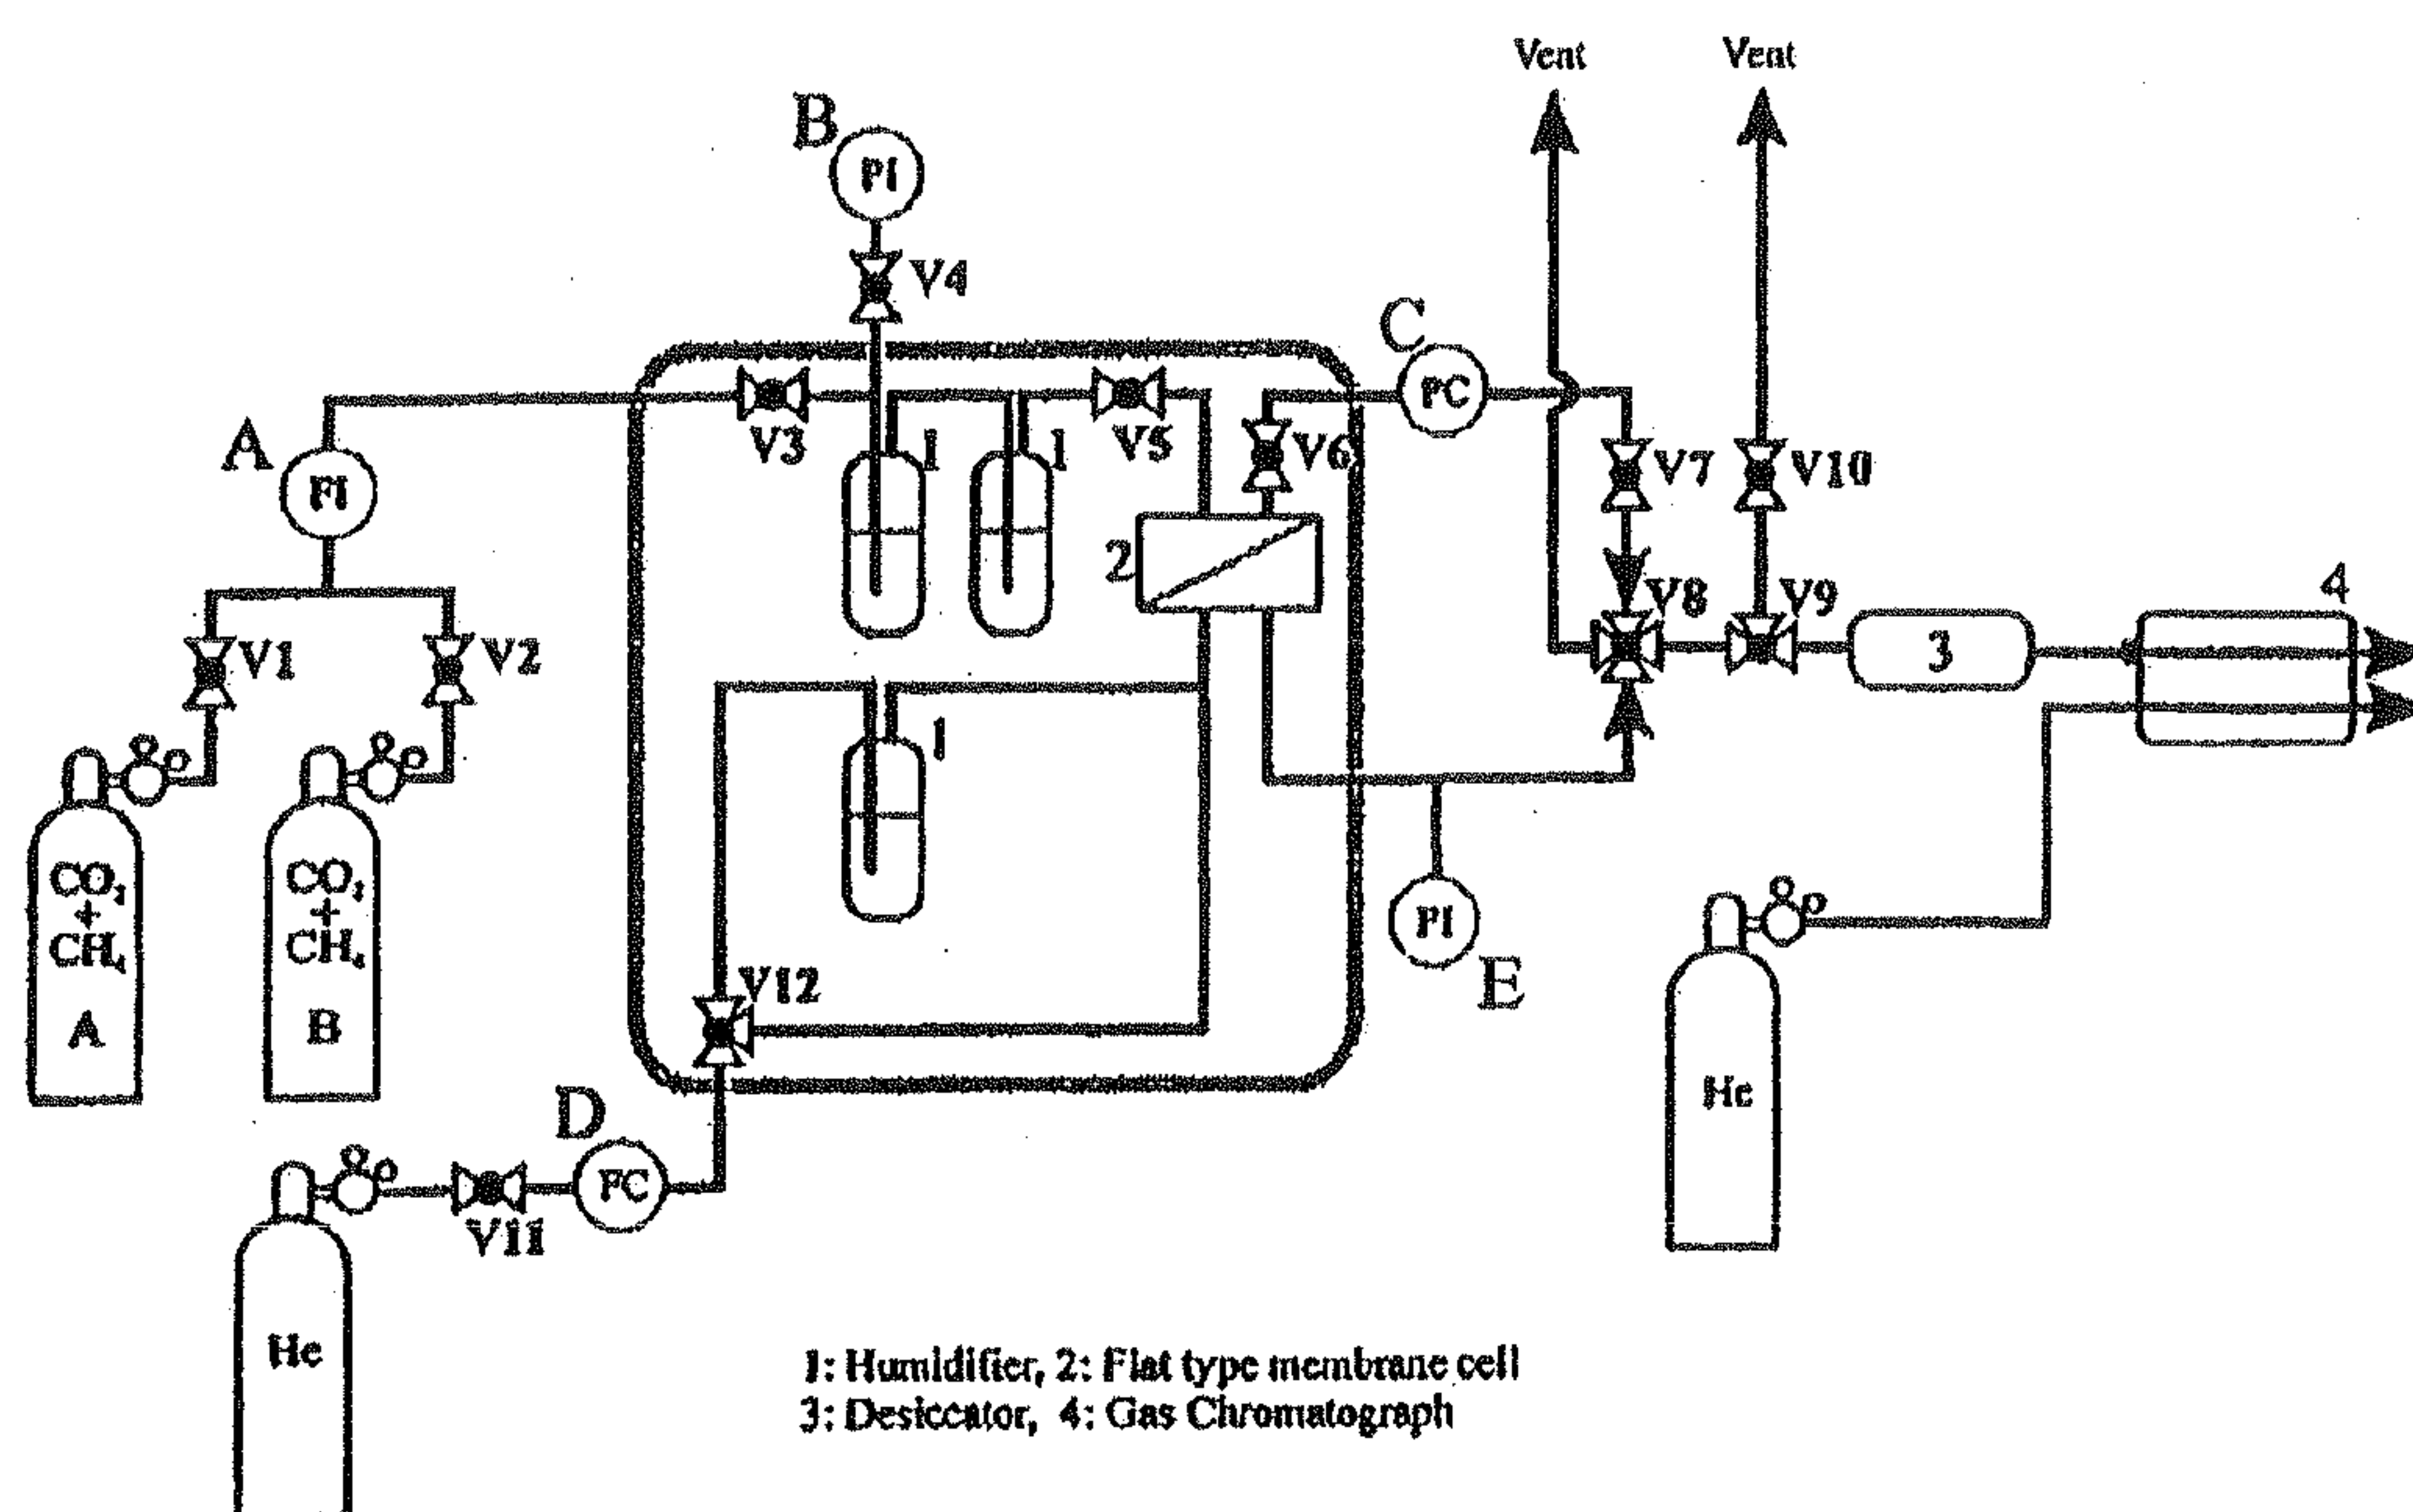 Vent
Vent
B
PI
V4
C
PC
A
FI
V3
1
1
V5
V6
V7
V10
2
V8
V9
3
4
V1
V2
1
CO2
+
CH4
A
CO2
+
CH4
B
PI
E
V12
D
FC
V11
He
He
1: Humidifier, 2: Flat type membrane cell
3: Desiccator, 4: Gas Chromatograph